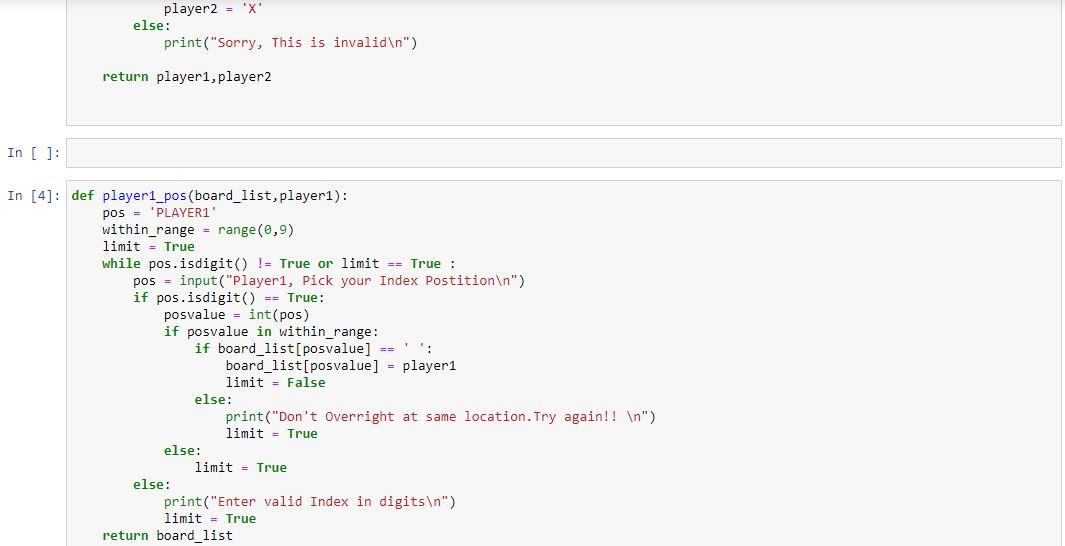 player2 = 'X'
    else:
        print("Sorry, This is invalid\n")
return player1,player2
In [ ]:
In [4]: def player1_pos(board_list,player1):
    pos = 'PLAYER1'
    within_range = range(0,9)
    limit = True
    while pos.isdigit() != True or limit == True :
        pos = input("Player1, Pick your Index Postition\n")
        if pos.isdigit() == True:
            posvalue = int(pos)
            if posvalue in within_range:
                if board_list[posvalue] == ' ':
                    board_list[posvalue] = player1
                    limit = False
                else:
                    print("Don't Overright at same location.Try again!! \n")
                    limit = True
            else:
                limit = True
        else:
            print("Enter valid Index in digits\n")
            limit = True
    return board_list